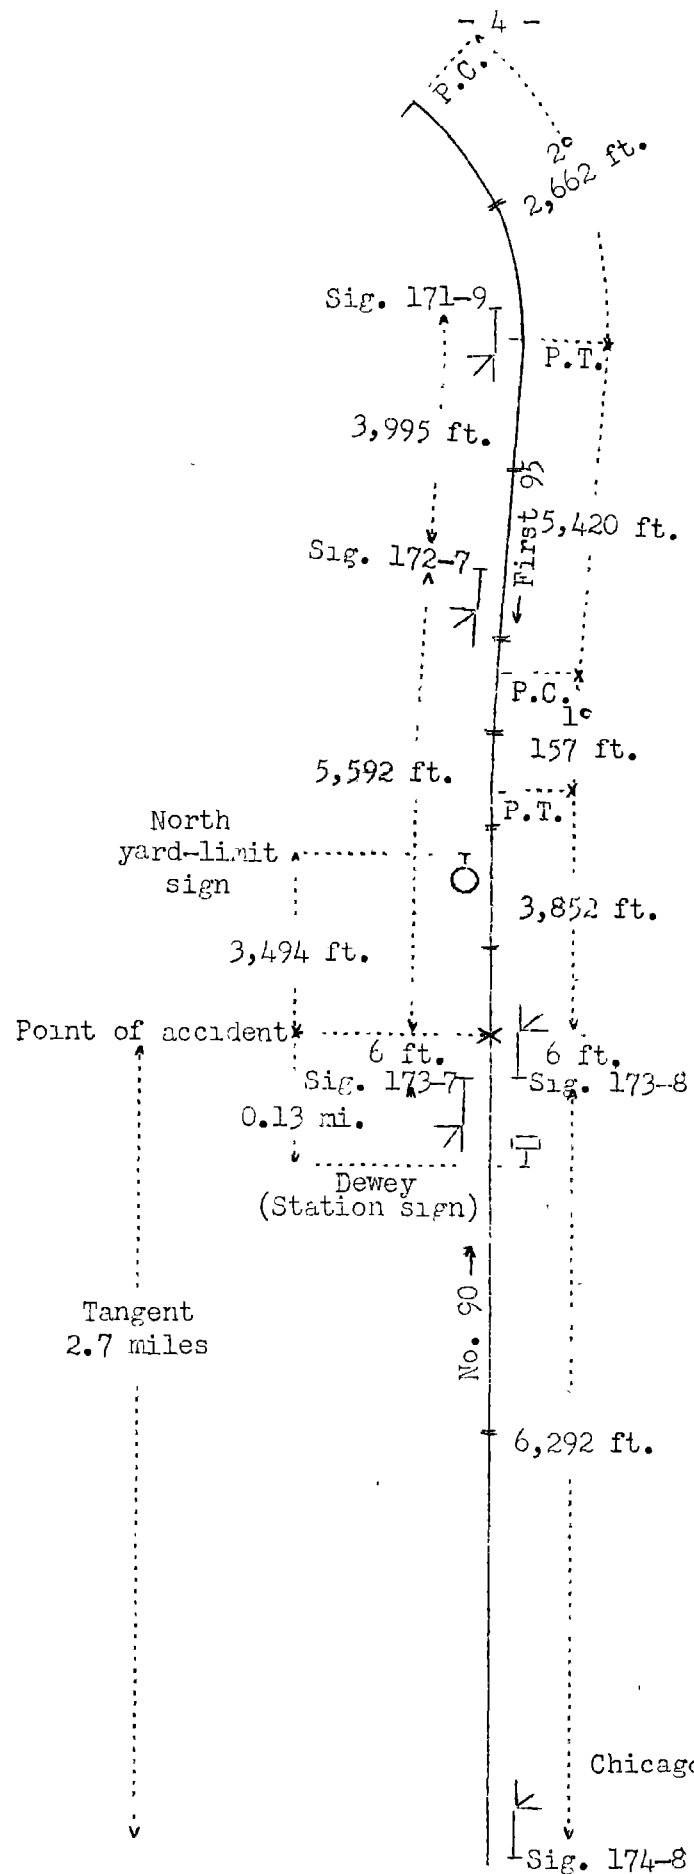 - 4 -
P.C.
2°
2,662 ft.
Sig. 171-9
P.T.
3,995 ft.
First 95
5,420 ft.
Sig. 172-7
P.C.
1°
157 ft.
5,592 ft.
P.T.
North
yard-limit
sign
3,852 ft.
3,494 ft.
Point of accident
6 ft.
6 ft.
Sig. 173-7
Sig. 173-8
0.13 mi.
Dewey
(Station sign)
No. 90
Tangent
2.7 miles
6,292 ft.
Chicago
Sig. 174-8